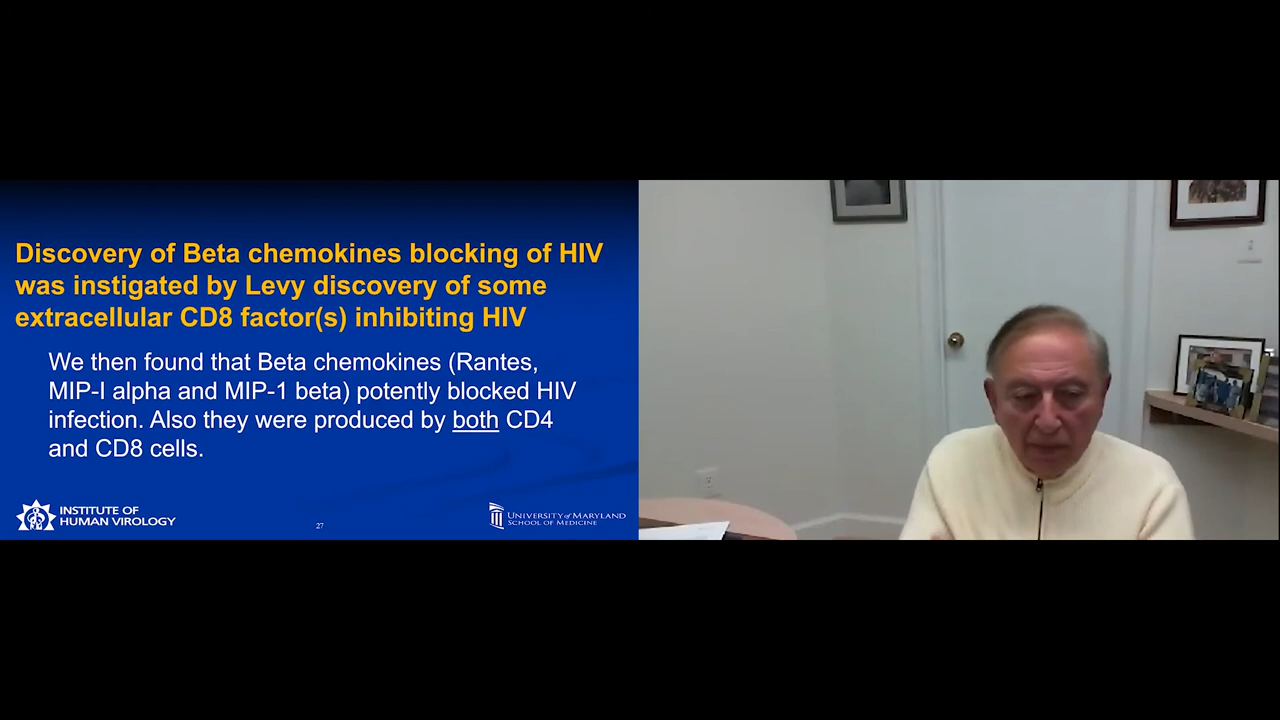 Discovery of Beta chemokines blocking of HIV
was instigated by Levy discovery of some
extracellular CD8 factor(s) inhibiting HIV
We then found that Beta chemokines (Rantes,
MIP-I alpha and MIP-1 beta) potently blocked HIV
infection. Also they were produced by both CD4
and CD8 cells.
INSTITUTE OF
HUMAN VIROLOGY
27
UNIVERSITY of MARYLAND
SCHOOL OF MEDICINE